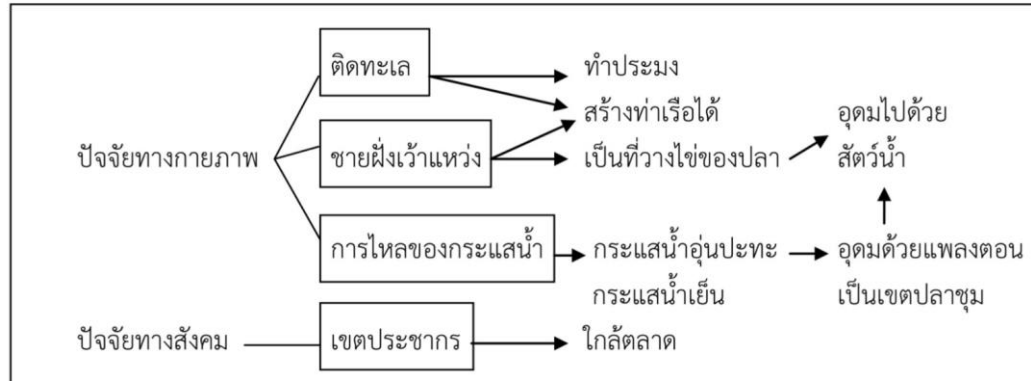 ติดทะเล
ทำประมง
สร้างท่าเรือได้
อุดมไปด้วย
ปัจจัยทางกายภาพ
ชายฝั่งเว้าแหว่ง
เป็นที่วางไข่ของปลา
สัตว์น้ำ
การไหลของกระแสน้ำ
กระแสน้ำอุ่นปะทะ
อุดมด้วยแพลงตอน
กระแสน้ำเย็น
เป็นเขตปลาชุม
ปัจจัยทางสังคม
เขตประชากร
ใกล้ตลาด